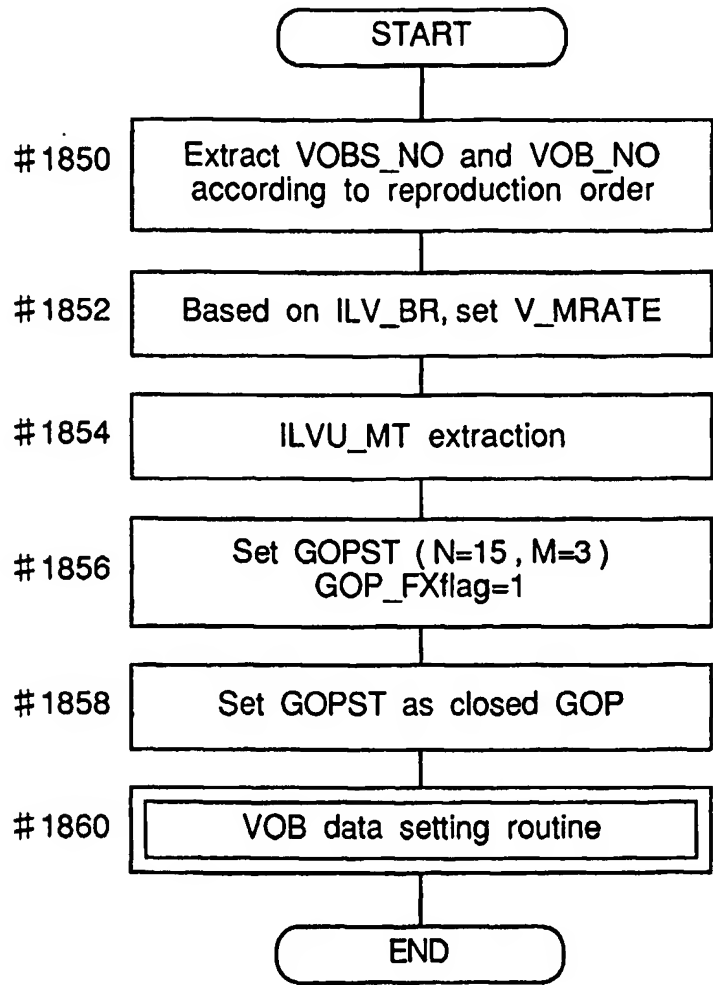 START
#1850
Extract VOBS_NO and VOB_NO
according to reproduction order
#1852
Based on ILV_BR, set V_MRATE
#1854
ILVU_MT extraction
#1856
Set GOPST (N=15, M=3)
GOP_FXflag=1
#1858
Set GOPST as closed GOP
#1860
VOB data setting routine
END